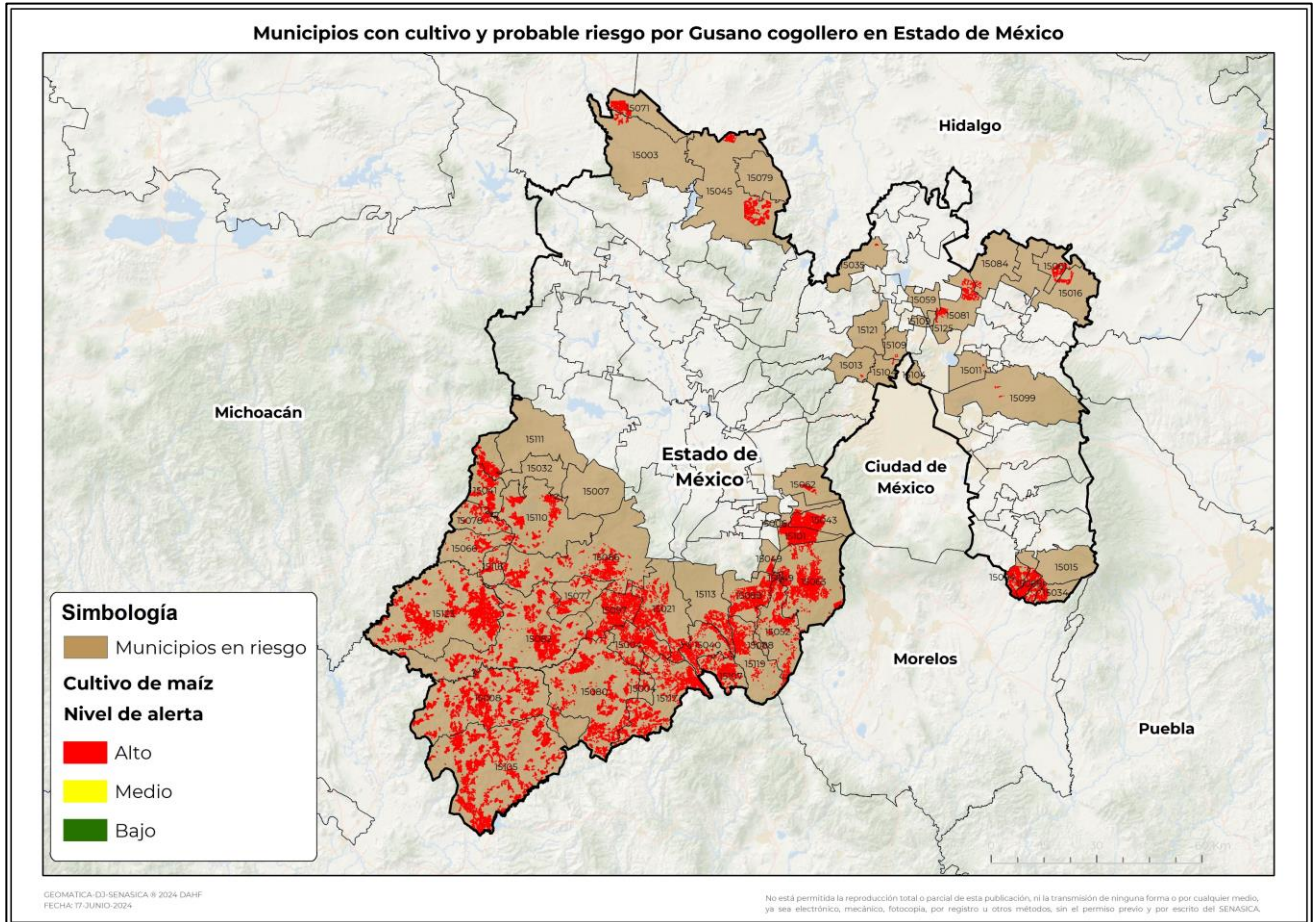 Municipios con cultivo y probable riesgo por Gusano cogollero en Estado de México
Hidalgo
15071
15003
15079
15045
15035
15084
15016
15059
15081
15125
15121
15109
15013
15104
15011
15099
Michoacán
Estado de
México
Ciudad de
México
15111
15032
15007
15110
15062
15043
15015
15034
15113
15077
15021
15040
15119
15080
15105
Morelos
Puebla
Simbología
Municipios en riesgo
Cultivo de maíz
Nivel de alerta
Alto
Medio
Bajo
GEOMATICA-DJ-SENASICA ® 2024 DAHF
FECHA: 17-JUNIO-2024
No está permitida la reproducción total o parcial de esta publicación, ni la transmisión de ninguna forma o por cualquier medio,
ya sea electrónico, mecánico, fotocopia, por registro u otros métodos, sin el permiso previo y por escrito del SENASICA.